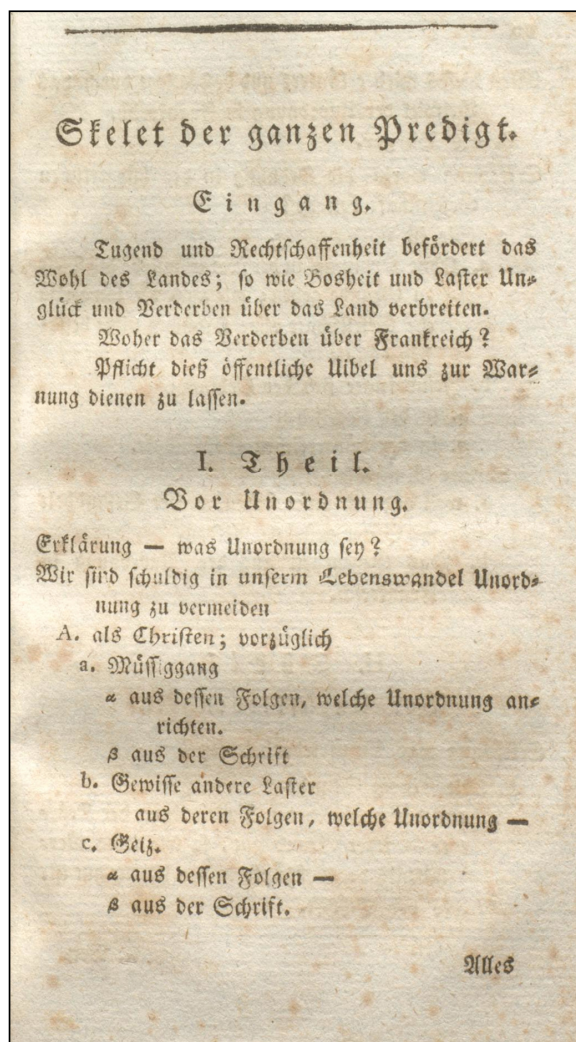 Skelet der ganzen Predigt.
Eingang.
Tugend und Rechtschaffenheit befördert das
Wohl des Landes; so wie Bosheit und Laster Un⸗
glück und Verderben über das Land verbreiten.
Woher das Verderben über Frankreich?
Pflicht dieß öffentliche Uibel uns zur War⸗
nung dienen zu lassen.
I. Theil.
Vor Unordnung.
Erklärung — was Unordnung sey?
Wir sind schuldig in unserm Lebenswandel Unord⸗
nung zu vermeiden
A. als Christen; vorzüglich
a. Müssiggang
α aus dessen Folgen, welche Unordnung an⸗
richten.
β aus der Schrift
b. Gewisse andere Laster
aus deren Folgen, welche Unordnung —
c. Geiz.
α aus dessen Folgen —
β aus der Schrift.
Alles